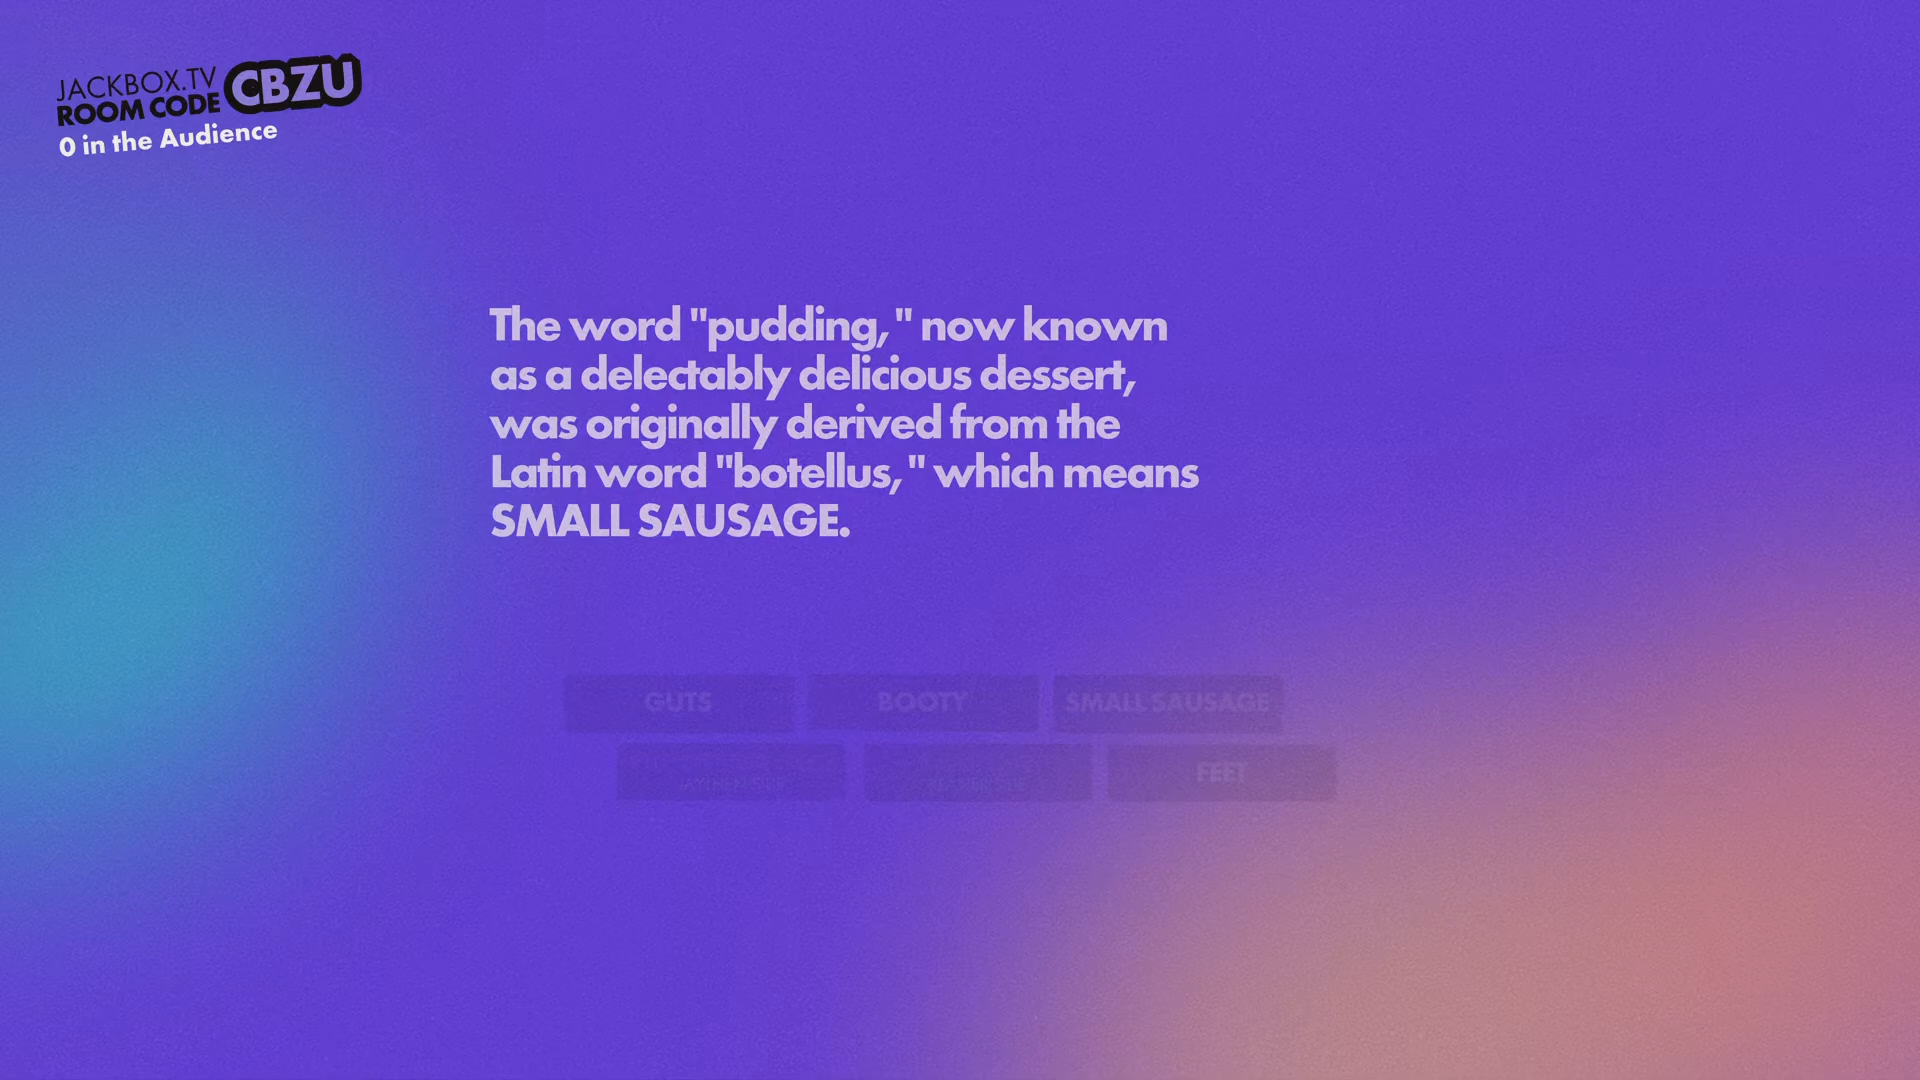 JACKBOX.TV
ROOM CODE CBZU
0 in the Audience
The word "pudding," now known
as a delectably delicious dessert,
was originally derived from the
Latin word "botellus," which means
SMALL SAUSAGE.
GUTS BOOTY SMALL SAUSAGE
FEET